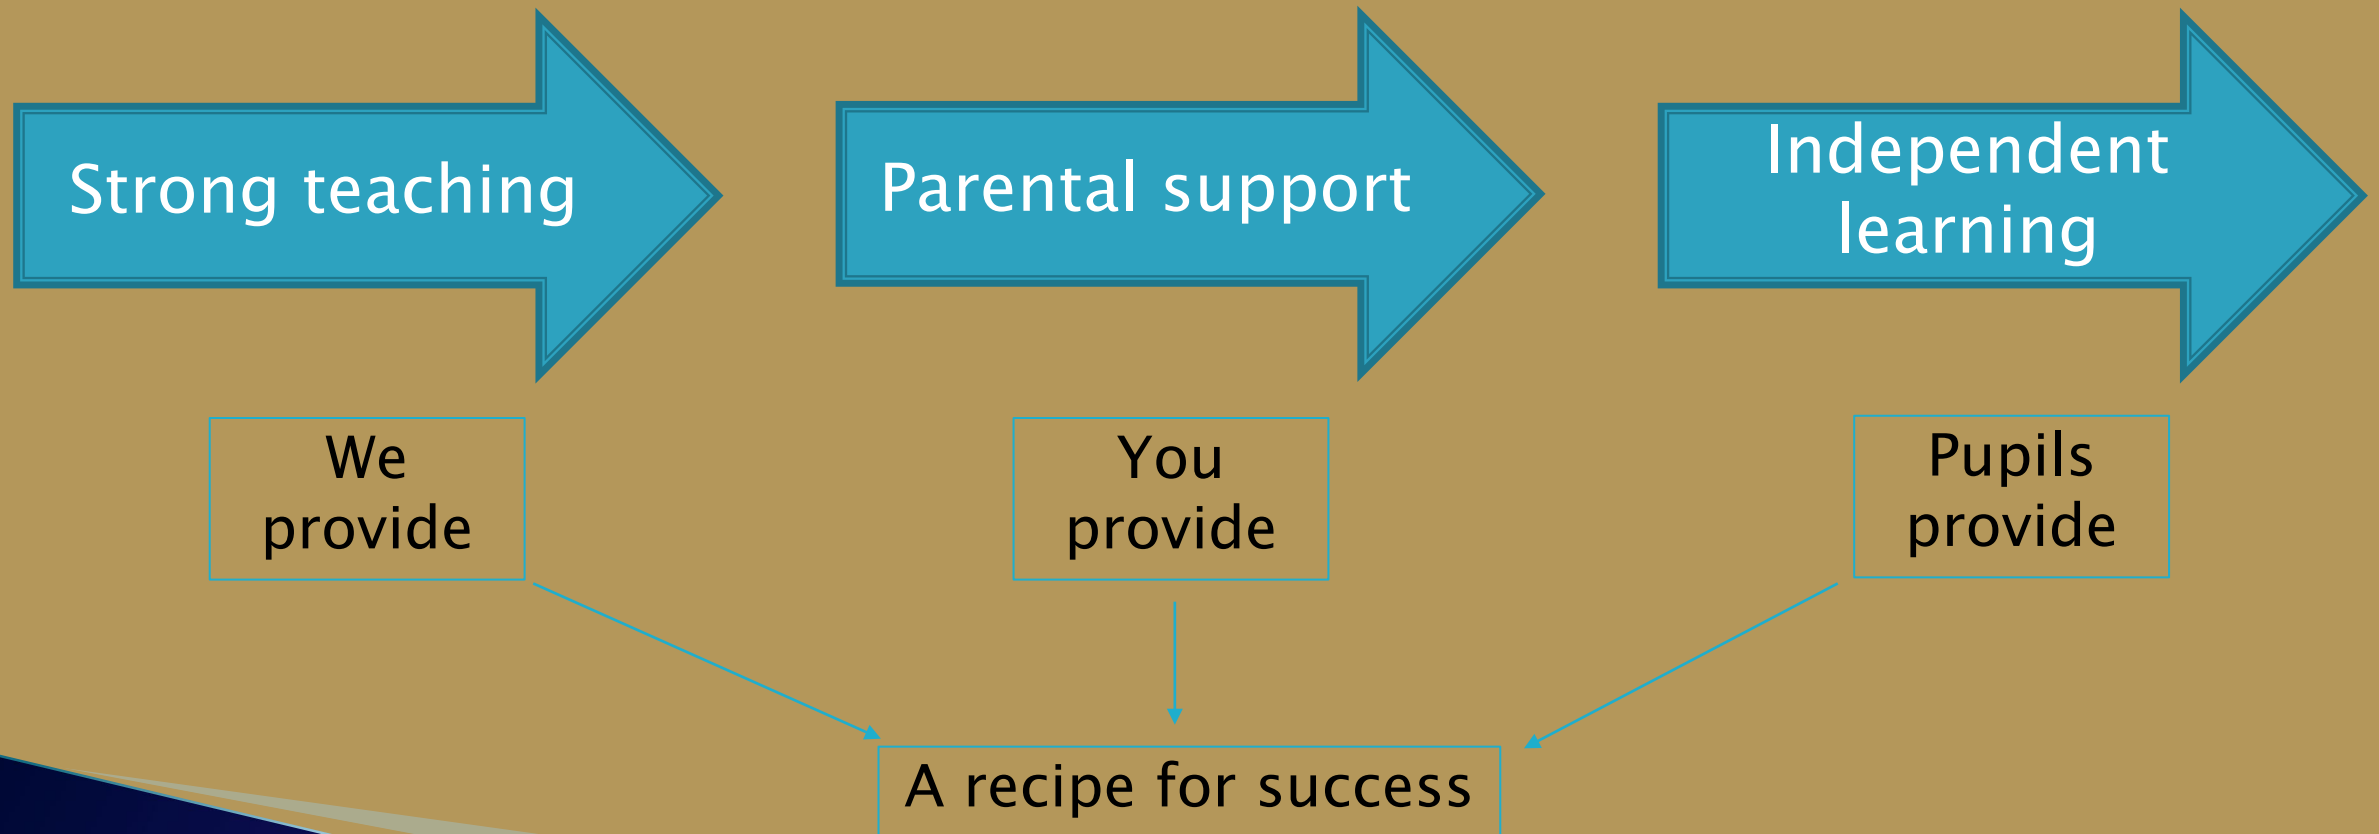 Strong teaching
Parental support
Independent
learning
We
provide
You
provide
Pupils
provide
A recipe for success